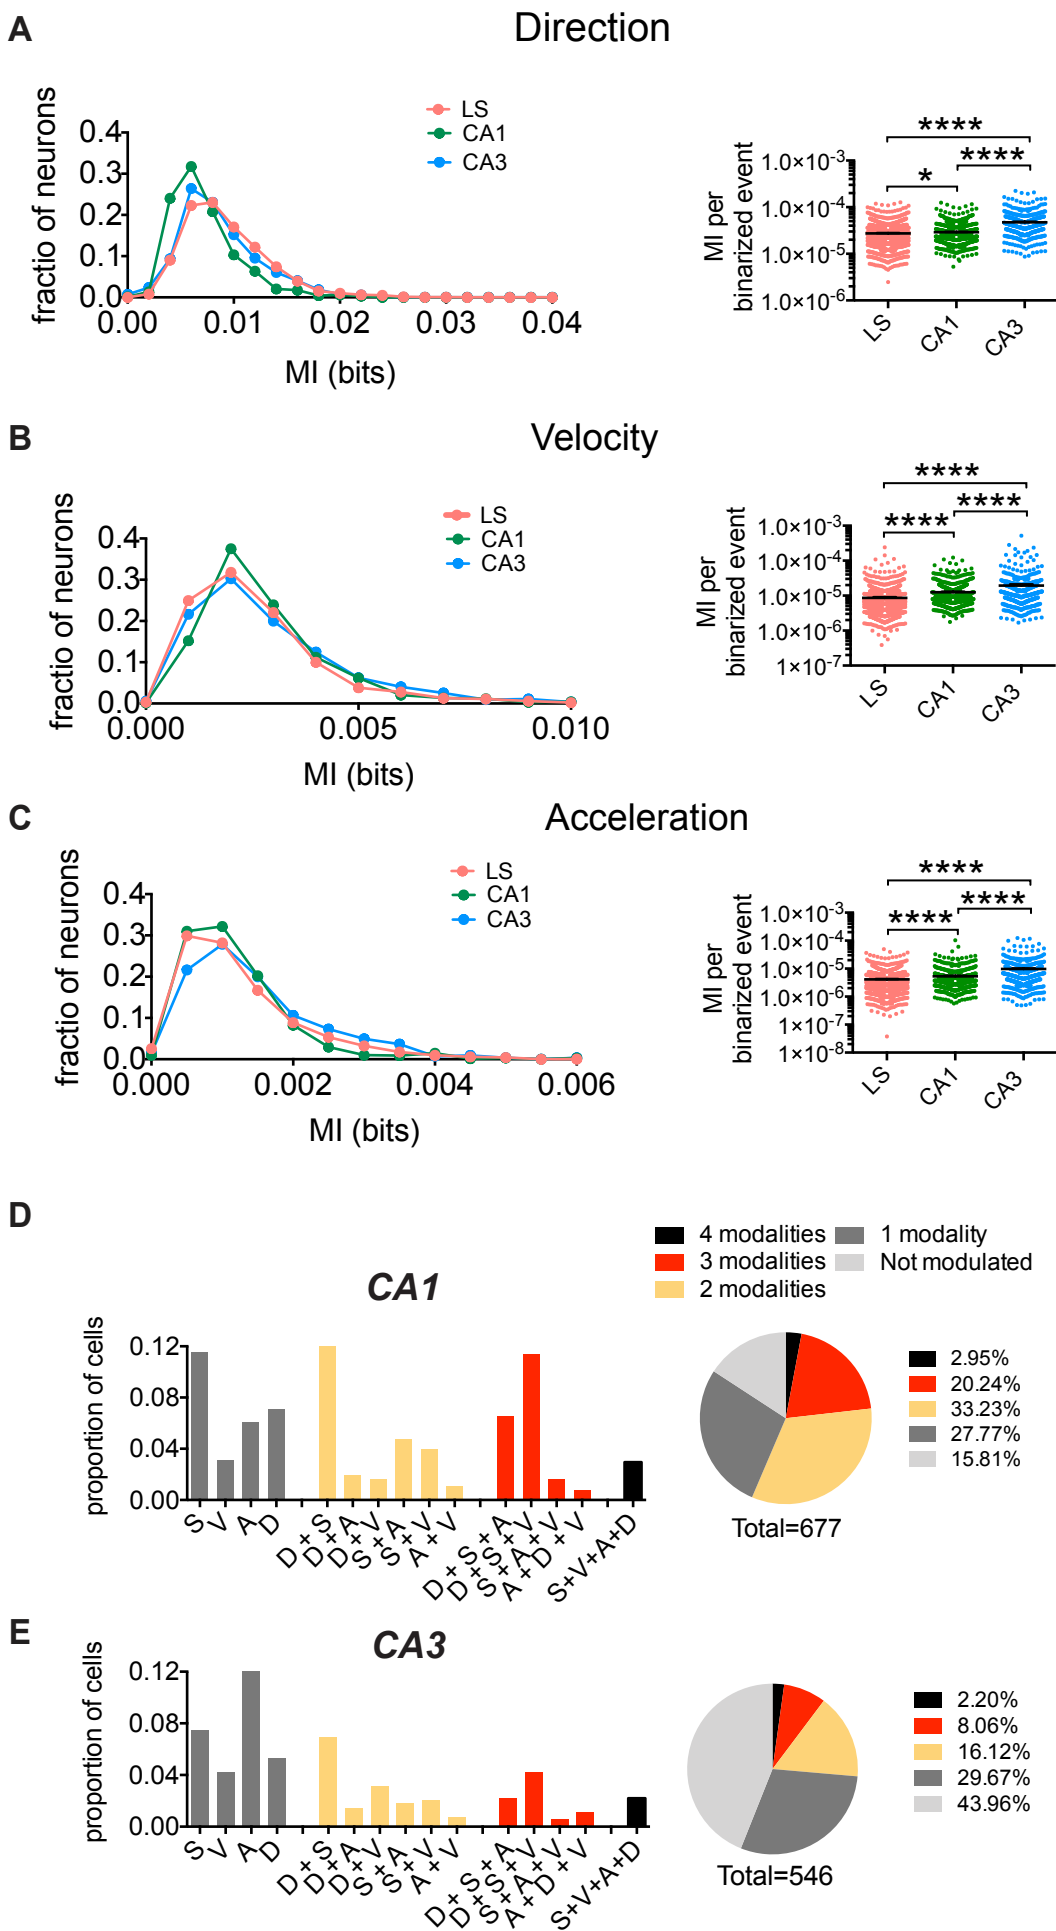 A
Direction
fractio of neurons
0.4
0.3
0.2
0.1
0.0
0.00
0.01
0.02
0.03
0.04
MI (bits)
LS
CA1
CA3
MI per
binarized event
1.0×10-3
1.0×10-4
1.0×10-5
1.0×10-6
****
****
*
LS
CA1
CA3
B
Velocity
fractio of neurons
0.4
0.3
0.2
0.1
0.0
0.000
0.005
0.010
MI (bits)
LS
CA1
CA3
MI per
binarized event
1.0×10-3
1.0×10-4
1.0×10-5
1.0×10-6
1×10-7
****
****
****
LS
CA1
CA3
C
Acceleration
fractio of neurons
0.4
0.3
0.2
0.1
0.0
0.000
0.002
0.004
0.006
MI (bits)
LS
CA1
CA3
MI per
binarized event
1.0×10-3
1.0×10-4
1.0×10-5
1.0×10-6
1.0×10-7
1×10-8
****
****
****
LS
CA1
CA3
D
4 modalities
3 modalities
2 modalities
1 modality
Not modulated
CA1
proportion of cells
0.12
0.08
0.04
0.00
S
V
A
D
D + S
D + A
D + V
S + A
S + V
A + V
D + S + A
D + S + V
S + A + V
A + D + V
S+V+A+D
2.95%
20.24%
33.23%
27.77%
15.81%
Total=677
E
CA3
proportion of cells
0.12
0.08
0.04
0.00
S
V
A
D
D + S
D + A
D + V
S + A
S + V
A + V
D + S + A
D + S + V
S + A + V
A + D + V
S+V+A+D
2.20%
8.06%
16.12%
29.67%
43.96%
Total=546